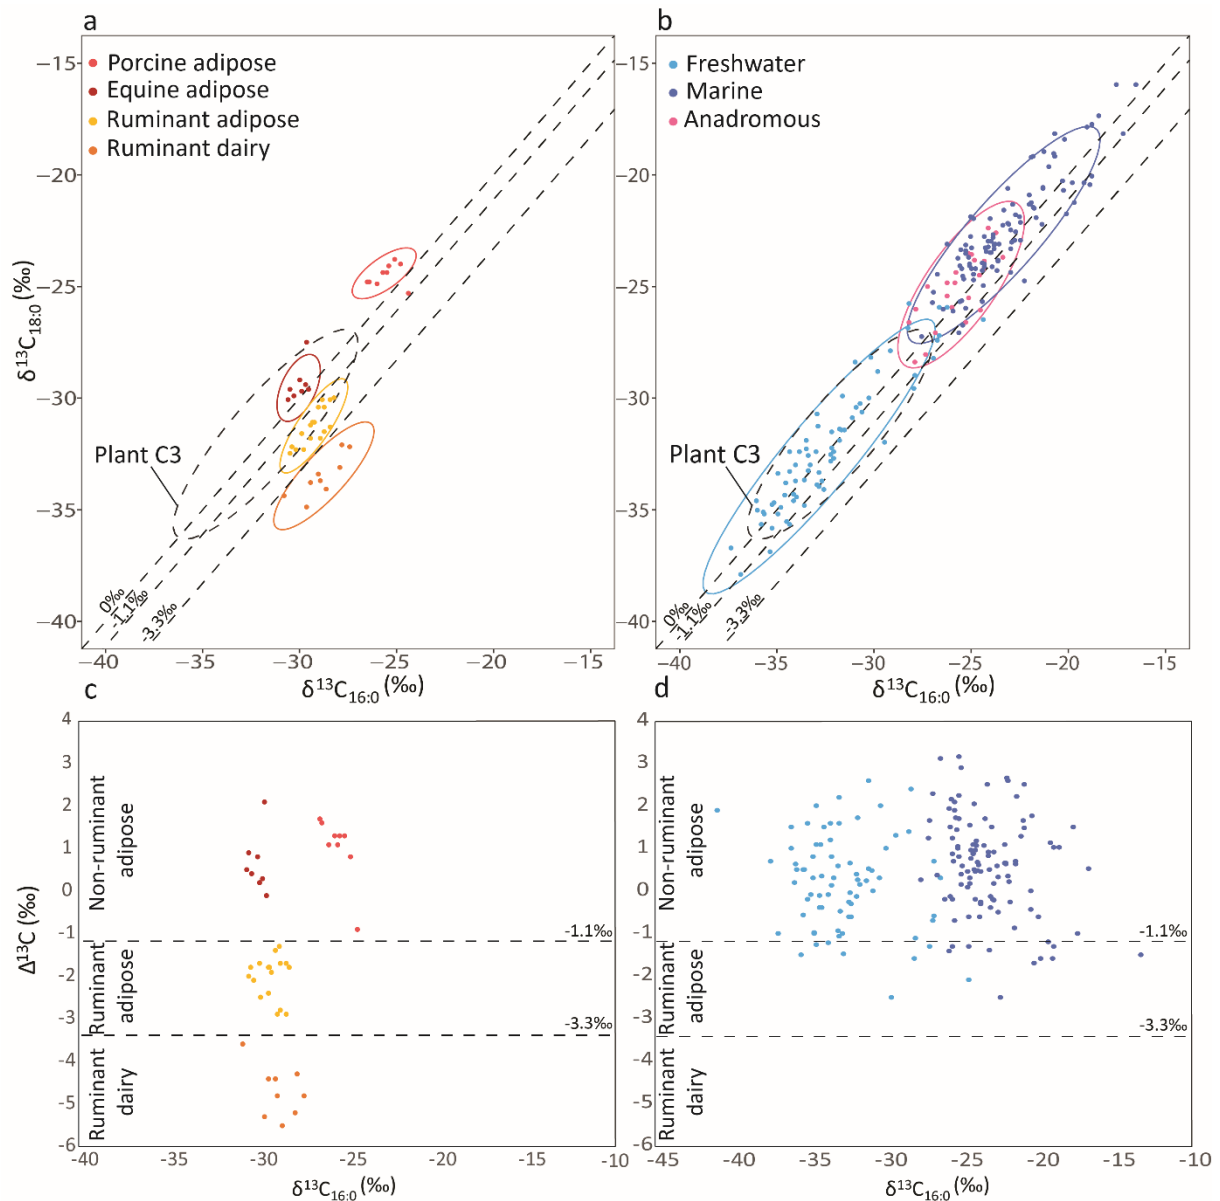 a
Porcine adipose
Equine adipose
Ruminant adipose
Ruminant dairy
Plant C3
0‰
-1.1‰
-3.3‰
−15
−20
−25
−30
−35
−40
δ¹³C₁₈:₀ (‰)
−40
−35
−30
−25
−20
−15
δ¹³C₁₆:₀ (‰)
b
Freshwater
Marine
Anadromous
Plant C3
0‰
-1.1‰
-3.3‰
−15
−20
−25
−30
−35
−40
−40
−35
−30
−25
−20
−15
δ¹³C₁₆:₀ (‰)
c
4
3
2
1
0
-1
-2
-3
-4
-5
-6
Δ¹³C (‰)
Non-ruminant
adipose
Ruminant
adipose
Ruminant
dairy
-1.1‰
-3.3‰
-40
-35
-30
-25
-20
-15
-10
δ¹³C₁₆:₀ (‰)
d
4
3
2
1
0
-1
-2
-3
-4
-5
-6
Non-ruminant
adipose
Ruminant
adipose
Ruminant
dairy
-1.1‰
-3.3‰
-45
-40
-35
-30
-25
-20
-15
-10
δ¹³C₁₆:₀ (‰)